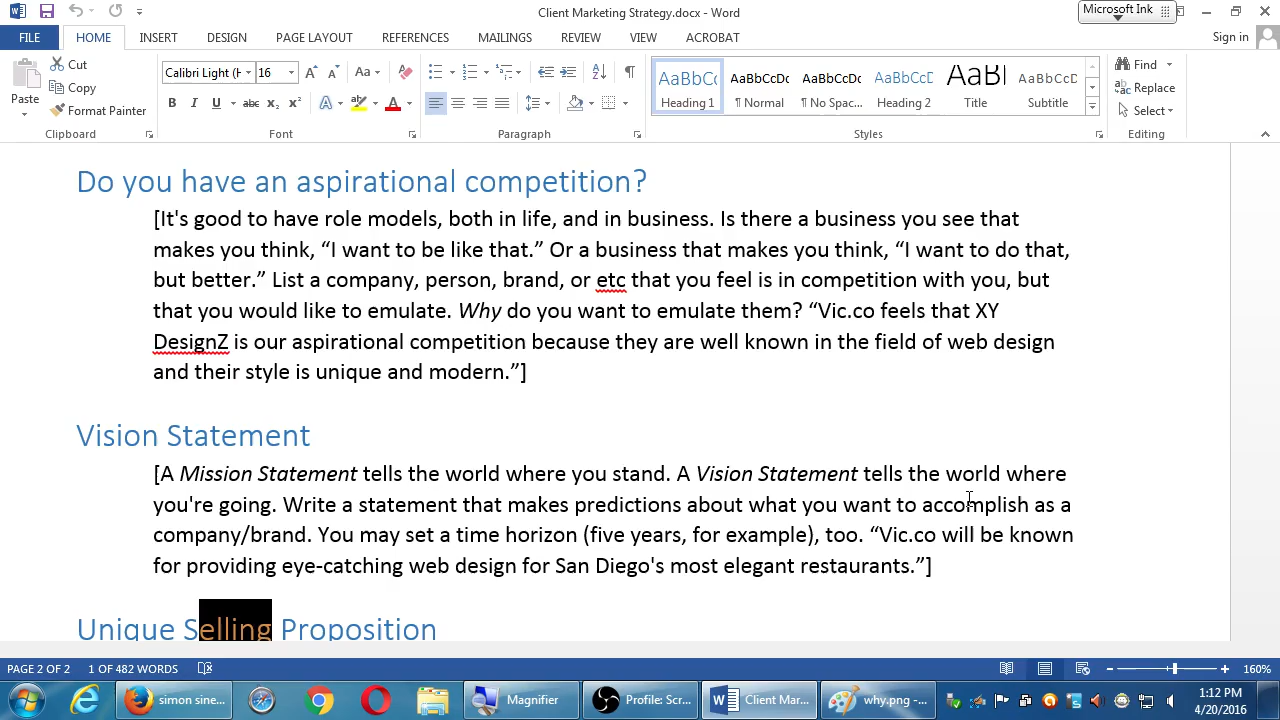 Client Marketing Strategy.docx - Word
Microsoft Ink
FILE HOME INSERT DESIGN PAGE LAYOUT REFERENCES MAILINGS REVIEW VIEW ACROBAT Sign in
Paste
Cut
Copy
Format Painter
Calibri Light (H 16
AaBbCc AaBbCcDc AaBbCcDc AaBbCcD AaB AaBbCcD
Heading 1 ¶ Normal ¶ No Spac... Heading 2 Title Subtitle
Find
Replace
Select
Clipboard Font Paragraph Styles Editing
Do you have an aspirational competition?
[It's good to have role models, both in life, and in business. Is there a business you see that
makes you think, “I want to be like that.” Or a business that makes you think, “I want to do that,
but better.” List a company, person, brand, or etc that you feel is in competition with you, but
that you would like to emulate. Why do you want to emulate them? “Vic.co feels that XY
DesignZ is our aspirational competition because they are well known in the field of web design
and their style is unique and modern.”]
Vision Statement
[A Mission Statement tells the world where you stand. A Vision Statement tells the world where
you're going. Write a statement that makes predictions about what you want to accomplish as a
company/brand. You may set a time horizon (five years, for example), too. “Vic.co will be known
for providing eye-catching web design for San Diego's most elegant restaurants.”]
Unique Selling Proposition
PAGE 2 OF 2 1 OF 482 WORDS 160%
simon sine... Magnifier Profile: Scr... Client Mar... why.png -... 1:12 PM
4/20/2016